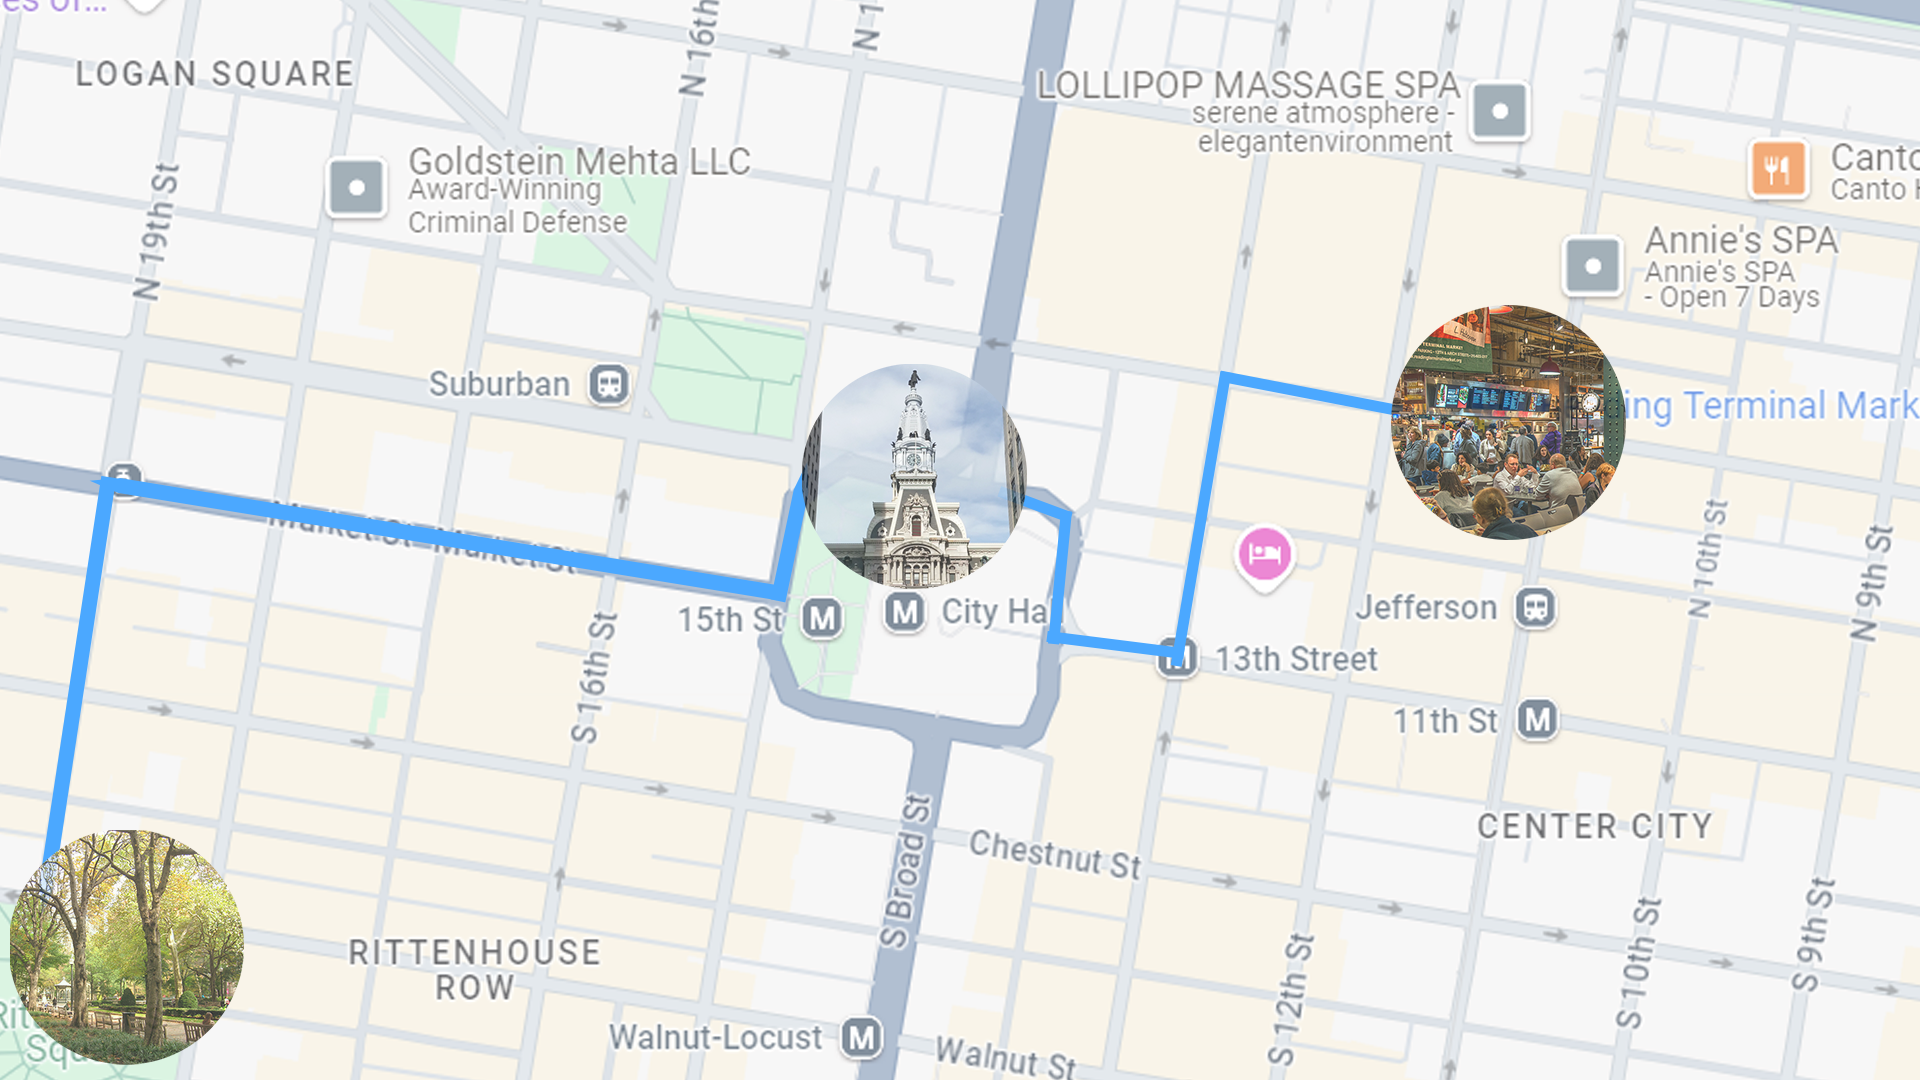 es of...
N 16th
N 1
LOGAN SQUARE
LOLLIPOP MASSAGE SPA
serene atmosphere -
elegantenvironment
Goldstein Mehta LLC
Award-Winning
Criminal Defense
Canto
Canto H
N 19th St
Annie's SPA
Annie's SPA
- Open 7 Days
TERMINAL MARKET
Suburban
ing Terminal Mark
Market St
Market St
N 10th St
N 9th St
15th St
City Ha
Jefferson
13th Street
11th St
S 16th St
CENTER CITY
Chestnut St
S Broad St
RITTENHOUSE
ROW
S 12th St
S 10th St
S 9th St
Walnut-Locust
Walnut St
Rit
Squ